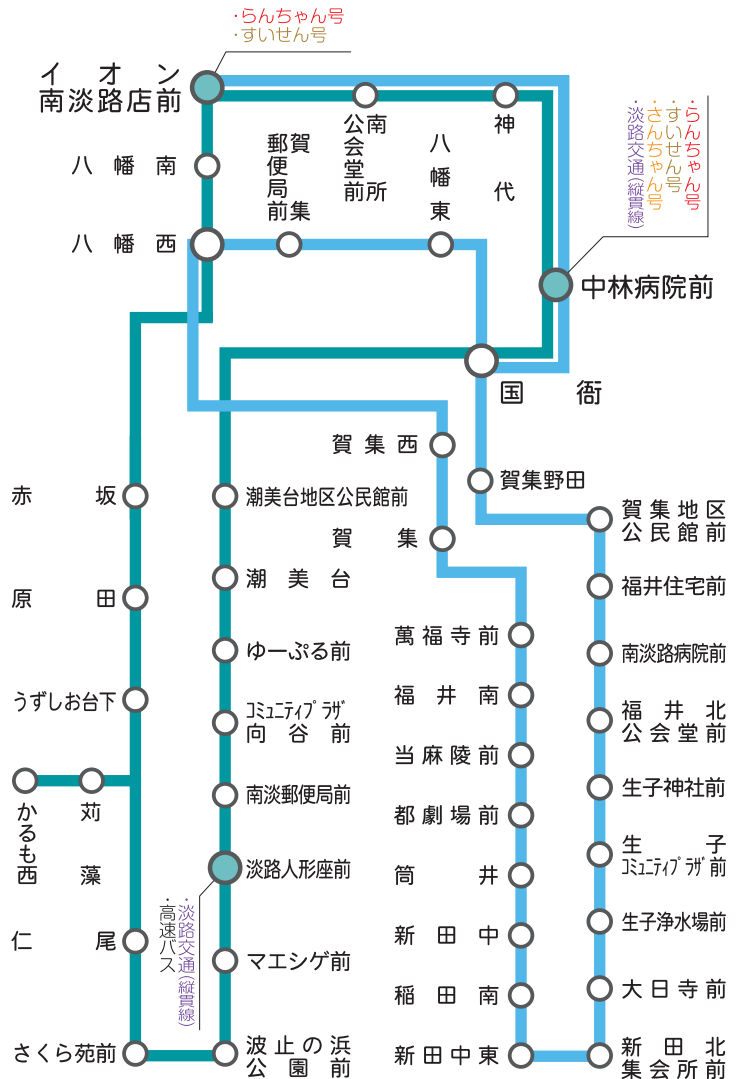 ・らんちゃん号
・すいせん号
イオン
南淡路店前
八幡南
八幡西
郵便局前
賀集
公会堂前
南所
神代
八幡東
・らんちゃん号
・すいせん号
・さんちゃん号
・淡路交通(縦貫線)
中林病院前
国衙
賀集西
賀集野田
賀集
赤坂
原田
うずしお台下
かるも西
苅藻
仁尾
さくら苑前
潮美台地区公民館前
潮美台
ゆーぷる前
コミュニティプラザ
向谷前
南淡郵便局前
淡路人形座前
・淡路交通(縦貫線)
・高速バス
マエシゲ前
波止の浜
公園前
萬福寺前
福井南
当麻陵前
都劇場前
筒井
新田中
稲田南
新田中東
賀集地区
公民館前
福井住宅前
南淡路病院前
福井北
公会堂前
生子神社前
生子
コミュニティプラザ前
生子浄水場前
大日寺前
新田北
集会所前